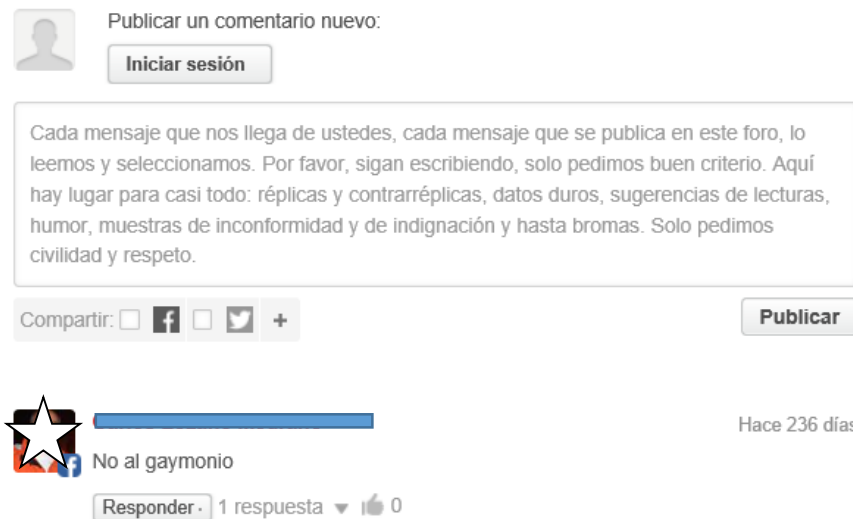 Publicar un comentario nuevo:
Iniciar sesión
Cada mensaje que nos llega de ustedes, cada mensaje que se publica en este foro, lo
leemos y seleccionamos. Por favor, sigan escribiendo, solo pedimos buen criterio. Aquí
hay lugar para casi todo: réplicas y contrarréplicas, datos duros, sugerencias de lecturas,
humor, muestras de inconformidad y de indignación y hasta bromas. Solo pedimos
civilidad y respeto.
Compartir: +
Publicar
Hace 236 días
No al gaymonio
Responder · 1 respuesta 0